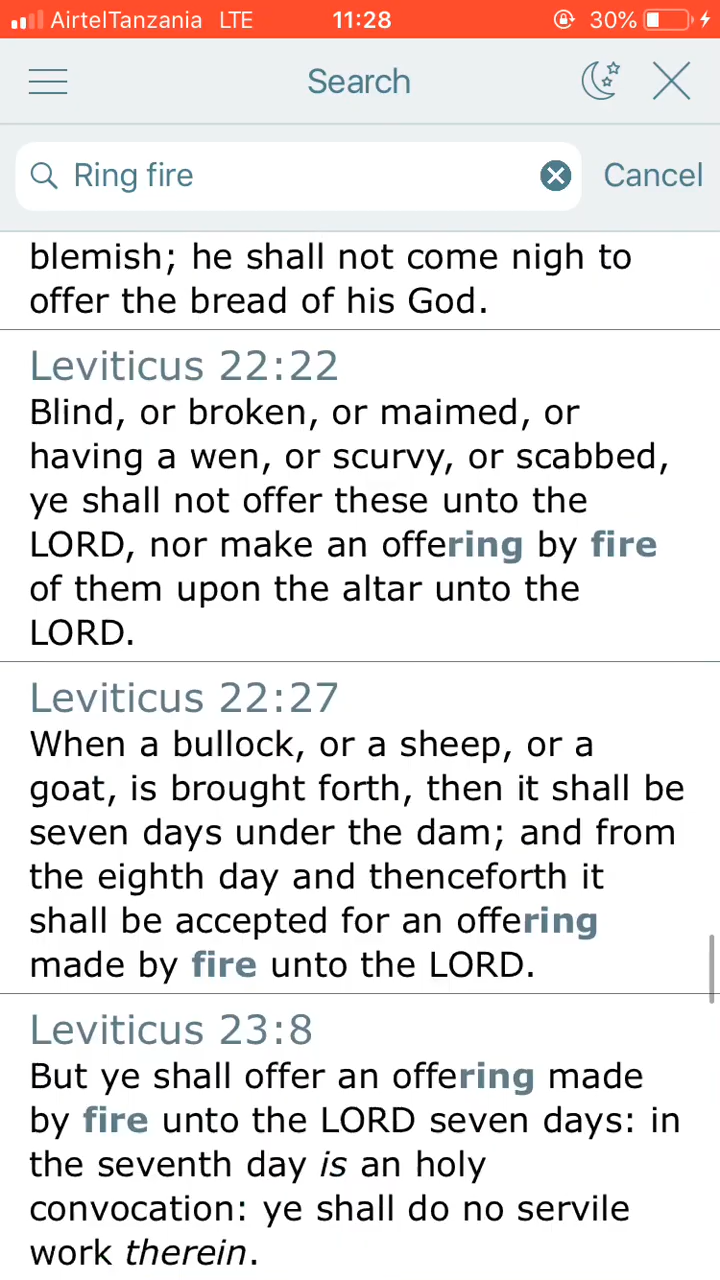 AirtelTanzania LTE 11:28 30%
Search
Ring fire Cancel
blemish; he shall not come nigh to
offer the bread of his God.
Leviticus 22:22
Blind, or broken, or maimed, or
having a wen, or scurvy, or scabbed,
ye shall not offer these unto the
LORD, nor make an offering by fire
of them upon the altar unto the
LORD.
Leviticus 22:27
When a bullock, or a sheep, or a
goat, is brought forth, then it shall be
seven days under the dam; and from
the eighth day and thenceforth it
shall be accepted for an offering
made by fire unto the LORD.
Leviticus 23:8
But ye shall offer an offering made
by fire unto the LORD seven days: in
the seventh day is an holy
convocation: ye shall do no servile
work therein.